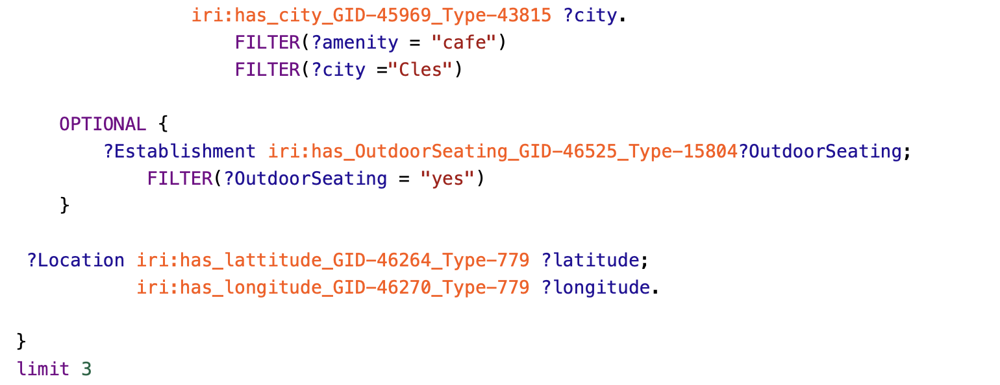 iri:has_city_GID-45969_Type-43815 ?city.
FILTER(?amenity = "cafe")
FILTER(?city ="Cles")
OPTIONAL {
?Establishment iri:has_OutdoorSeating_GID-46525_Type-15804?OutdoorSeating;
FILTER(?OutdoorSeating = "yes")
}
?Location iri:has_lattitude_GID-46264_Type-779 ?latitude;
iri:has_longitude_GID-46270_Type-779 ?longitude.
}
limit 3